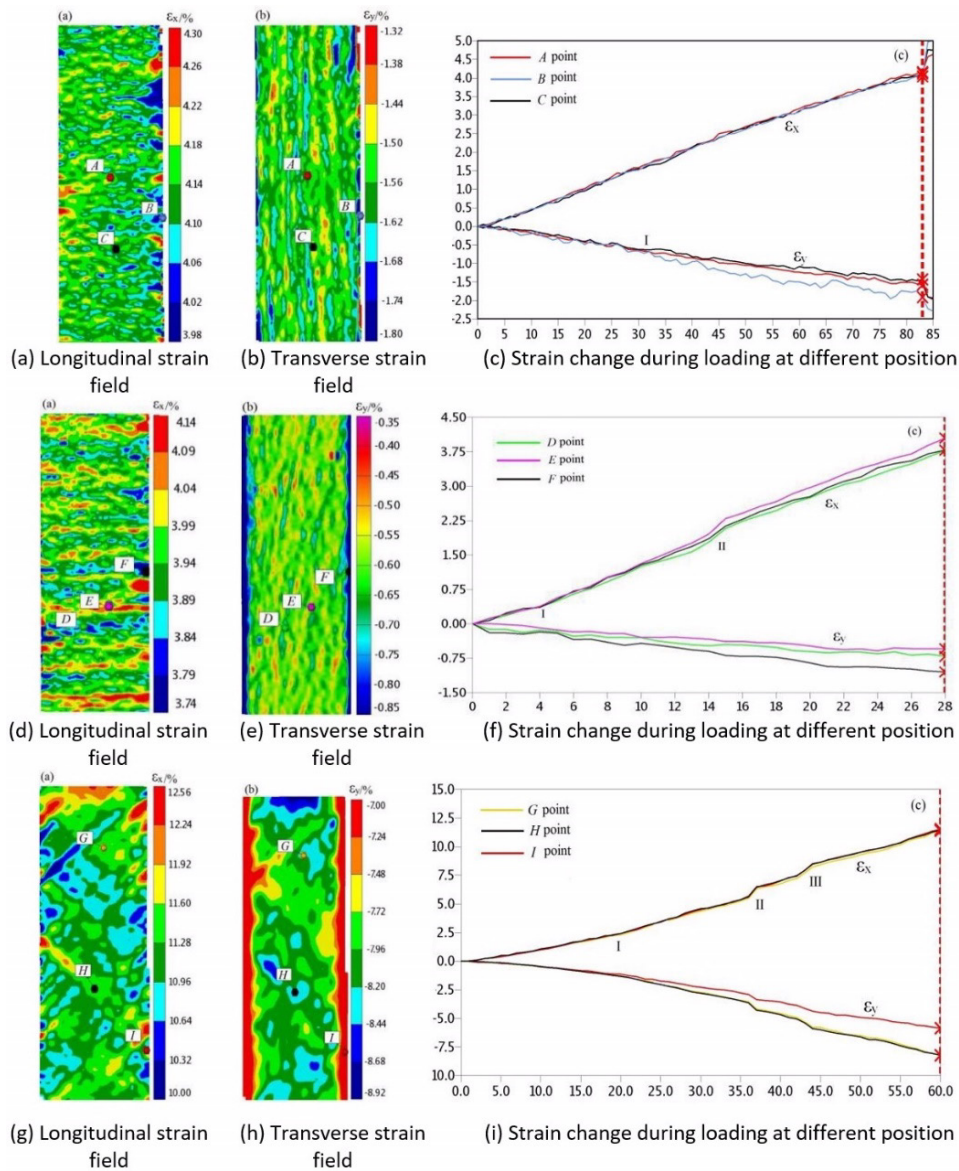 (a) εx/% (b) εy/%
4.30
4.26
4.22
4.18
4.14
4.10
4.06
4.02
3.98
A
B
C
-1.32
-1.38
-1.44
-1.50
-1.56
-1.62
-1.68
-1.74
-1.80
A
B
C
(c)
A point
B point
C point
εx
I
εy
5.0
4.5
4.0
3.5
3.0
2.5
2.0
1.5
1.0
0.5
0.0
-0.5
-1.0
-1.5
-2.0
-2.5
0 5 10 15 20 25 30 35 40 45 50 55 60 65 70 75 80 85
(a) Longitudinal strain
field
(b) Transverse strain
field
(c) Strain change during loading at different position
(a) εx/% (b) εy/%
4.14
4.09
4.04
3.99
3.94
3.89
3.84
3.79
3.74
F
E
D
-0.35
-0.40
-0.45
-0.50
-0.55
-0.60
-0.65
-0.70
-0.75
-0.80
-0.85
F
E
D
(c)
D point
E point
F point
εx
II
I
εy
4.50
3.75
3.00
2.25
1.50
0.75
0.00
-0.75
-1.50
0 2 4 6 8 10 12 14 16 18 20 22 24 26 28
(d) Longitudinal strain
field
(e) Transverse strain
field
(f) Strain change during loading at different position
(a) εx/% (b) εy/%
12.56
12.24
11.92
11.60
11.28
10.96
10.64
10.32
10.00
G
H
I
-7.00
-7.24
-7.48
-7.72
-7.96
-8.20
-8.44
-8.68
-8.92
G
H
I
(c)
G point
H point
I point
εx
III
II
I
εy
15.0
12.5
10.0
7.5
5.0
2.5
0.0
-2.5
-5.0
-7.5
10.0
0.0 5.0 10.0 15.0 20.0 25.0 30.0 35.0 40.0 45.0 50.0 55.0 60.0
(g) Longitudinal strain
field
(h) Transverse strain
field
(i) Strain change during loading at different position